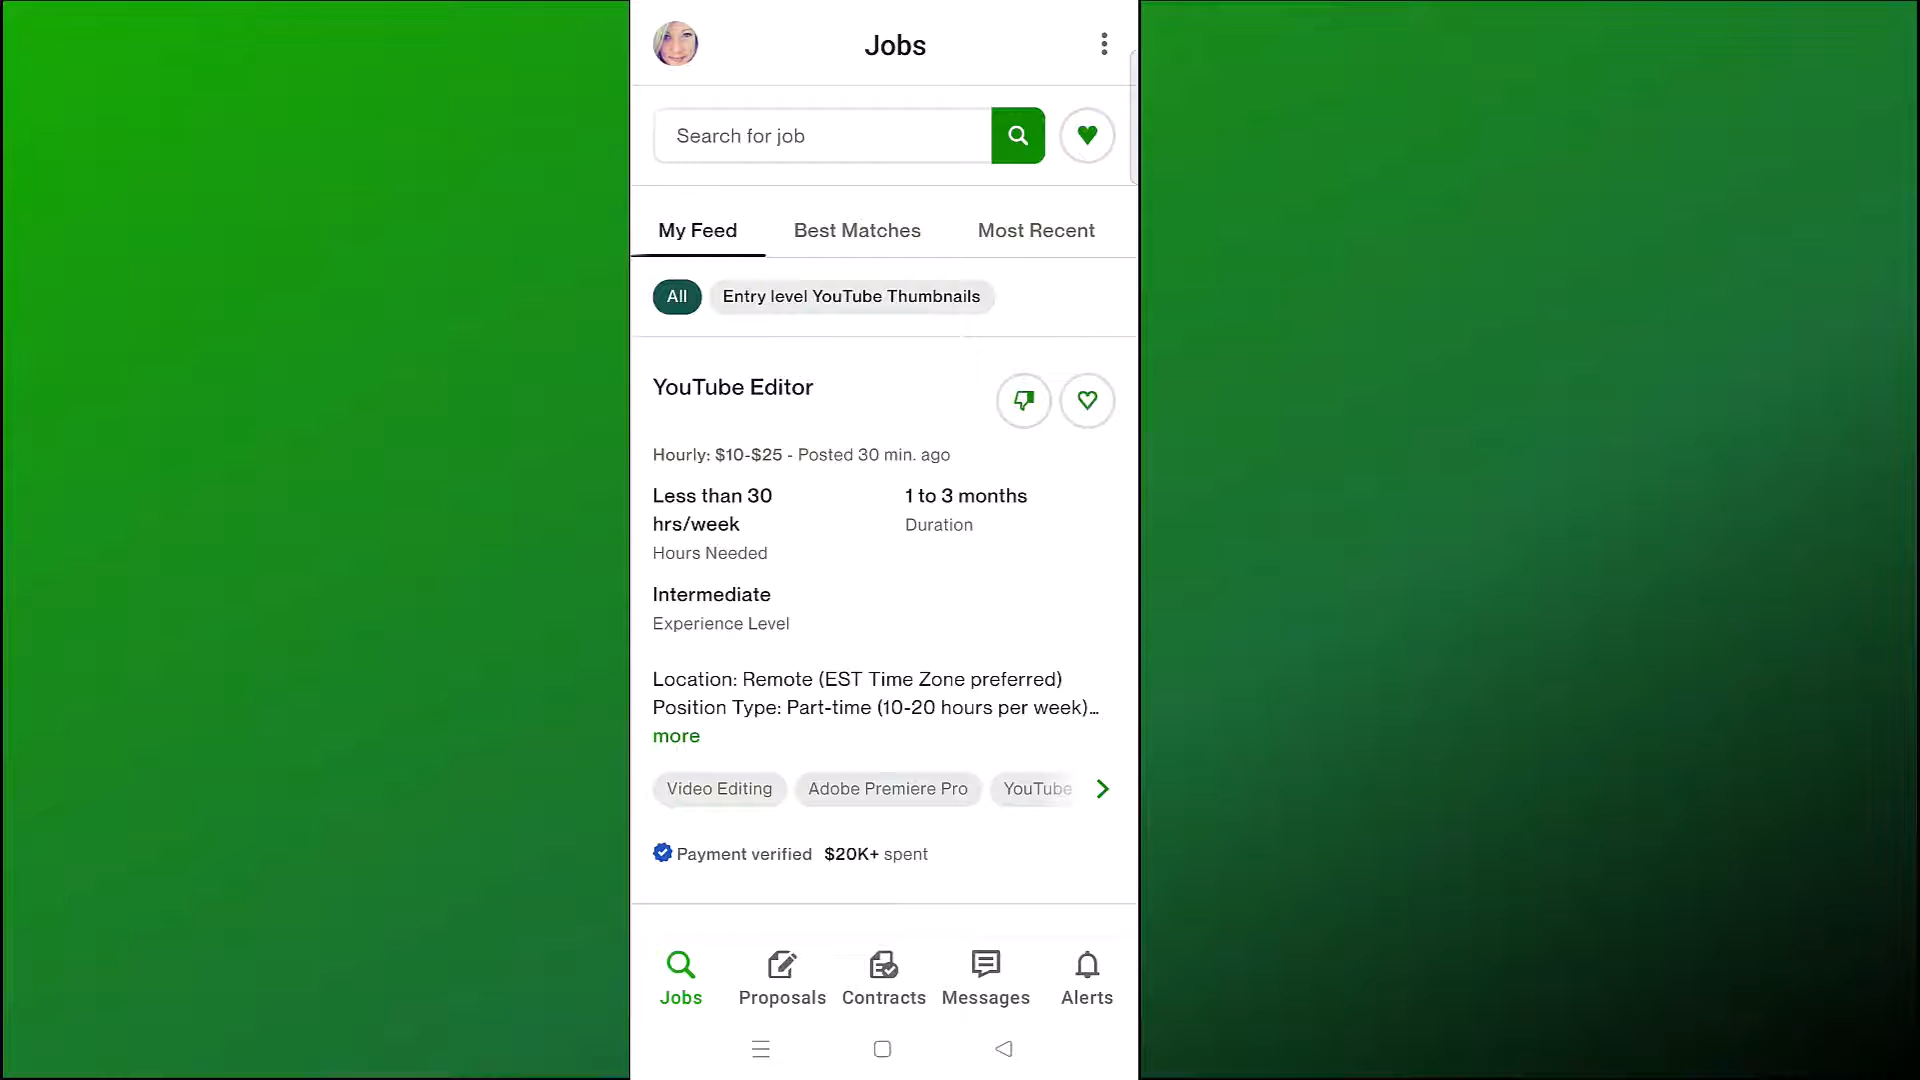 Jobs
Search for job
My Feed
Best Matches
Most Recent
All
Entry level YouTube Thumbnails
YouTube Editor
Hourly: $10-$25 - Posted 30 min. ago
Less than 30
hrs/week
Hours Needed
1 to 3 months
Duration
Intermediate
Experience Level
Location: Remote (EST Time Zone preferred)
Position Type: Part-time (10-20 hours per week)...
more
Video Editing
Adobe Premiere Pro
YouTube
Payment verified $20K+ spent
Jobs
Proposals
Contracts
Messages
Alerts